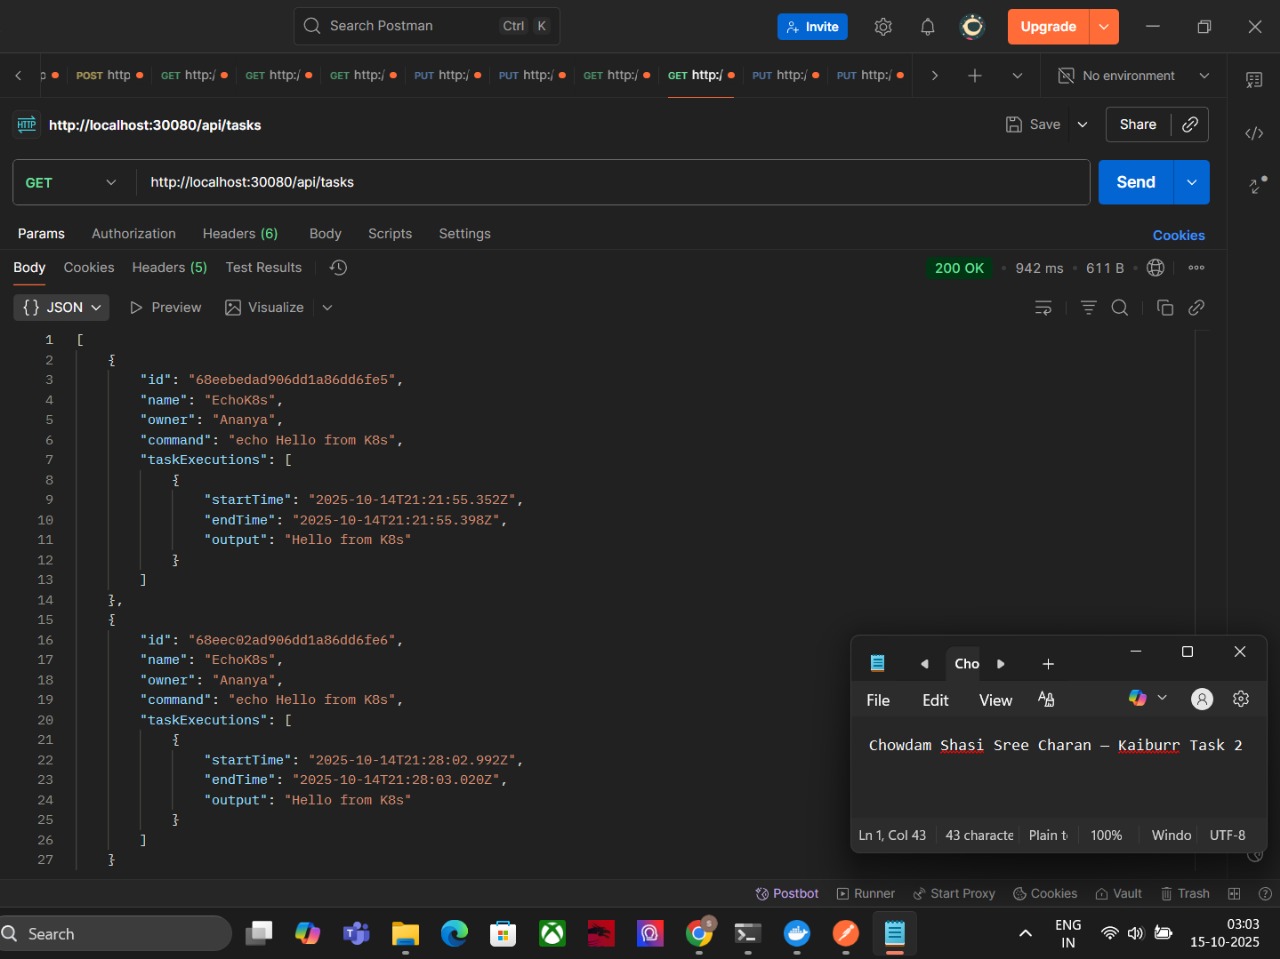 Search Postman
Ctrl K
Invite
Upgrade
POST http
GET http:/
GET http:/
GET http:/
PUT http:/
PUT http:/
GET http:/
GET http:/
PUT http:/
PUT http:/
No environment
HTTP
http://localhost:30080/api/tasks
Save
Share
GET
http://localhost:30080/api/tasks
Send
Params Authorization Headers (6) Body Scripts Settings
Cookies
Body Cookies Headers (5) Test Results
200 OK • 942 ms • 611 B
{} JSON
Preview
Visualize
1 [
2 {
3 "id": "68eebedad906dd1a86dd6fe5",
4 "name": "EchoK8s",
5 "owner": "Ananya",
6 "command": "echo Hello from K8s",
7 "taskExecutions": [
8 {
9 "startTime": "2025-10-14T21:21:55.352Z",
10 "endTime": "2025-10-14T21:21:55.398Z",
11 "output": "Hello from K8s"
12 }
13 ]
14 },
15 {
16 "id": "68eec02ad906dd1a86dd6fe6",
17 "name": "EchoK8s",
18 "owner": "Ananya",
19 "command": "echo Hello from K8s",
20 "taskExecutions": [
21 {
22 "startTime": "2025-10-14T21:28:02.992Z",
23 "endTime": "2025-10-14T21:28:03.020Z",
24 "output": "Hello from K8s"
25 }
26 ]
27 }
Cho
File Edit View
Chowdam Shasi Sree Charan – Kaiburr Task 2
Ln 1, Col 43
43 characte
Plain t
100%
Windo
UTF-8
Postbot
Runner
Start Proxy
Cookies
Vault
Trash
Search
ENG
IN
03:03
15-10-2025